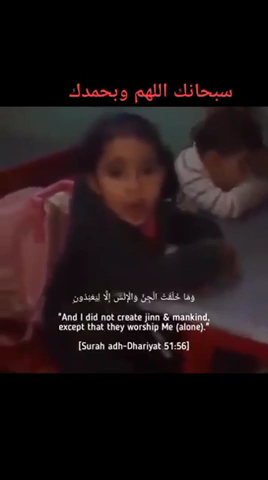 سبحانك اللهم وبحمدك
وَمَا خَلَقْتُ الْجِنَّ وَالْإِنْسَ إِلَّا لِيَعْبُدُونِ
"And I did not create jinn & mankind,
except that they worship Me (alone)."
[Surah adh-Dhariyat 51:56]